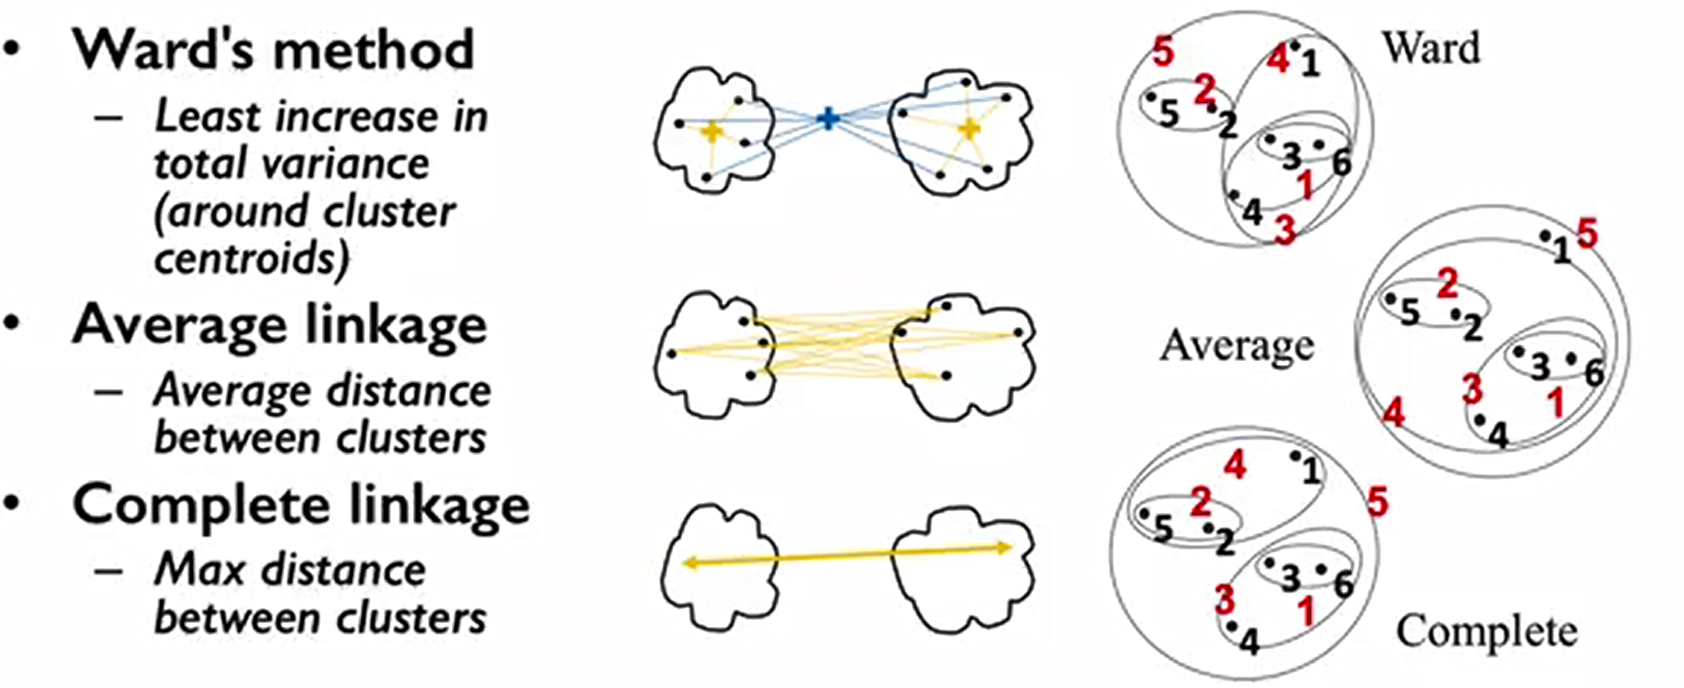 • Ward's method
– Least increase in
total variance
(around cluster
centroids)
• Average linkage
– Average distance
between clusters
• Complete linkage
– Max distance
between clusters
Ward
5
4 1
2
5
2
3 6
1
4
3
Average
1 5
2
5 2
3 6
3 1
4
4
Complete
4 1
2
5 2
5
3 6
3 1
4